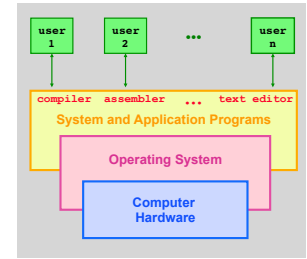 user 1
user 2
...
user n
compiler assembler ... text editor
System and Application Programs
Operating System
Computer
Hardware